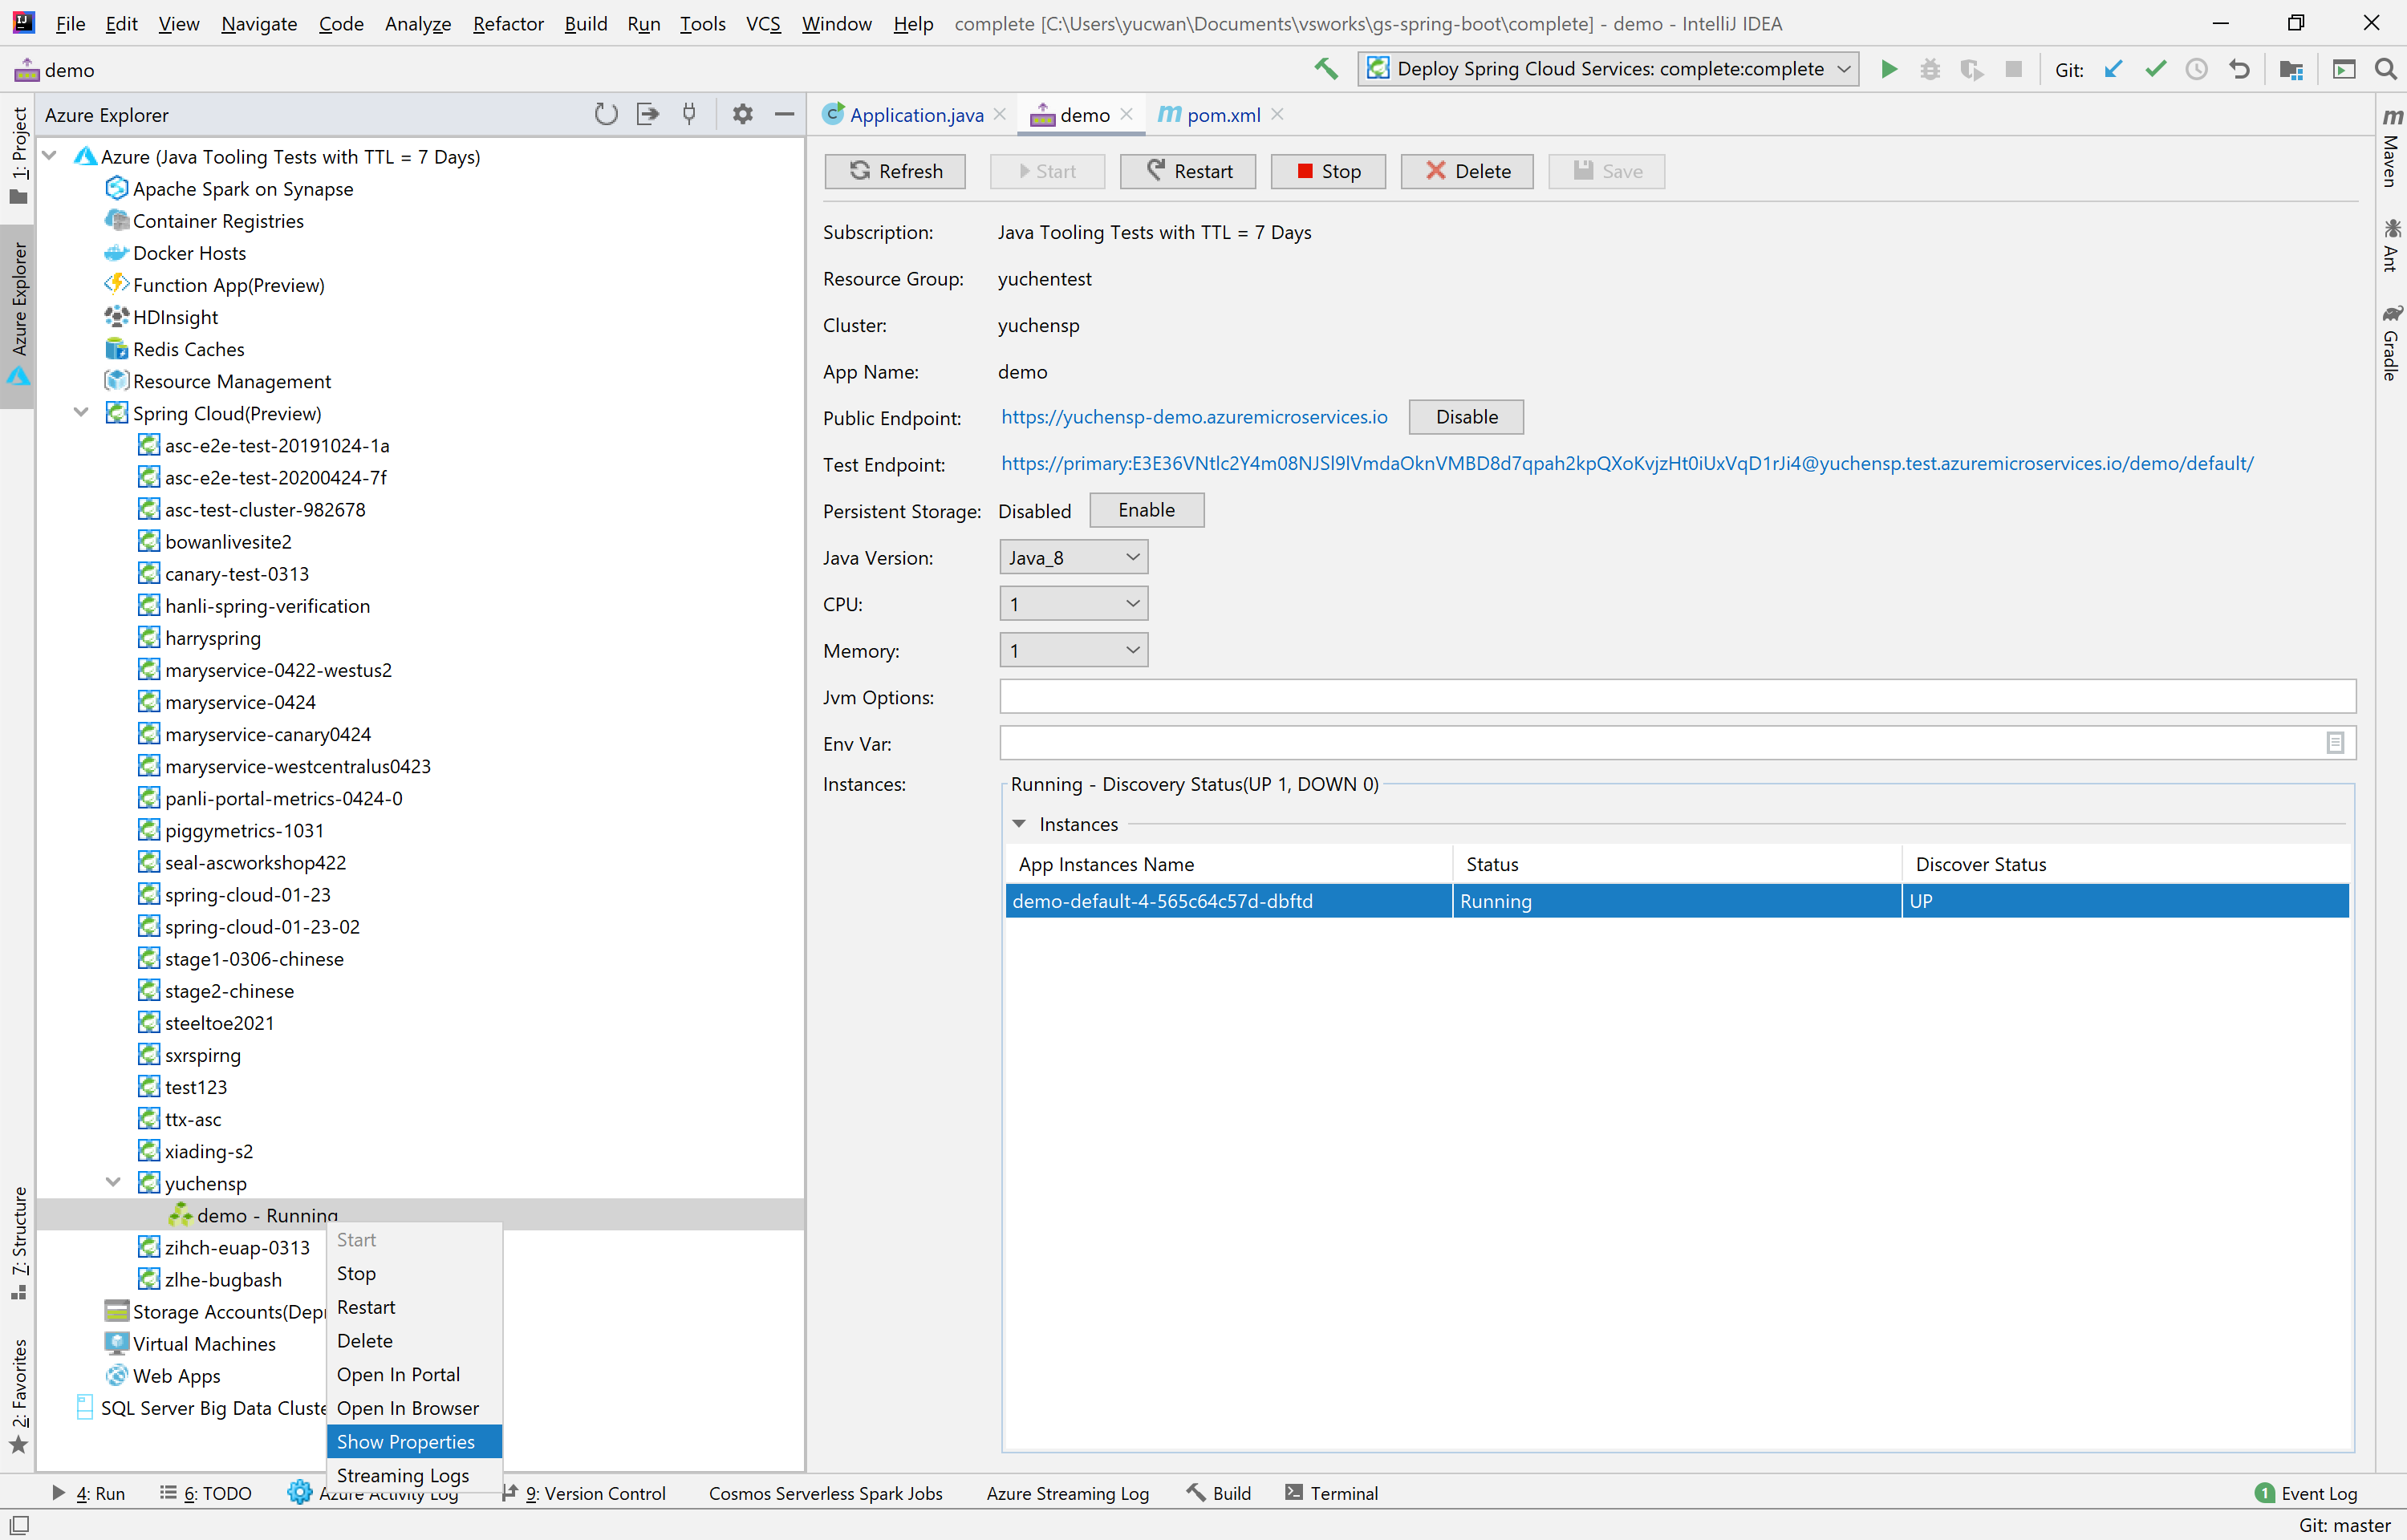 File Edit View Navigate Code Analyze Refactor Build Run Tools VCS Window Help complete [C:\Users\yucwan\Documents\vsworks\gs-spring-boot\complete] - demo - IntelliJ IDEA
demo
Deploy Spring Cloud Services: complete:complete
Git:
1: Project
Azure Explorer
7: Structure
2: Favorites
Azure Explorer
Azure (Java Tooling Tests with TTL = 7 Days)
Apache Spark on Synapse
Container Registries
Docker Hosts
Function App(Preview)
HDInsight
Redis Caches
Resource Management
Spring Cloud(Preview)
asc-e2e-test-20191024-1a
asc-e2e-test-20200424-7f
asc-test-cluster-982678
bowanlivesite2
canary-test-0313
hanli-spring-verification
harryspring
maryservice-0422-westus2
maryservice-0424
maryservice-canary0424
maryservice-westcentralus0423
panli-portal-metrics-0424-0
piggymetrics-1031
seal-ascworkshop422
spring-cloud-01-23
spring-cloud-01-23-02
stage1-0306-chinese
stage2-chinese
steeltoe2021
sxrspirng
test123
ttx-asc
xiading-s2
yuchensp
demo - Running
zihch-euap-0313
zlhe-bugbash
Storage Accounts(Depr
Virtual Machines
Web Apps
SQL Server Big Data Cluste
Start
Stop
Restart
Delete
Open In Portal
Open In Browser
Show Properties
Streaming Logs
Application.java demo pom.xml
Refresh Start Restart Stop Delete Save
Subscription: Java Tooling Tests with TTL = 7 Days
Resource Group: yuchentest
Cluster: yuchensp
App Name: demo
Public Endpoint: https://yuchensp-demo.azuremicroservices.io Disable
Test Endpoint: https://primary:E3E36VNtlc2Y4m08NJSl9lVmdaOknVMBD8d7qpah2kpQXoKvjzHt0iUxVqD1rJi4@yuchensp.test.azuremicroservices.io/demo/default/
Persistent Storage: Disabled Enable
Java Version: Java_8
CPU: 1
Memory: 1
Jvm Options:
Env Var:
Instances: Running - Discovery Status(UP 1, DOWN 0)
Instances
App Instances Name Status Discover Status
demo-default-4-565c64c57d-dbftd Running UP
Maven
Ant
Gradle
4: Run 6: TODO Azure Activity Log 9: Version Control Cosmos Serverless Spark Jobs Azure Streaming Log Build Terminal 1 Event Log
Git: master